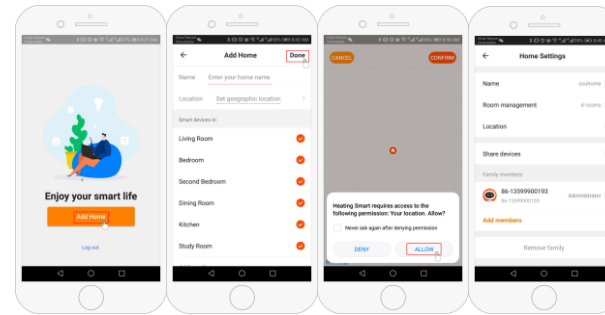 Enjoy your smart life
Add Home
Log out
Add Home
Done
Name
Enter your home name
Location
Set geographic location
Smart devices in:
Living Room
Bedroom
Second Bedroom
Dining Room
Kitchen
Study Room
CANCEL
CONFIRM
Heating Smart requires access to the
following permission: Your location. Allow?
Never ask again after denying permission
DENY
ALLOW
Home Settings
Name
Room management
6 rooms
Location
Share devices
Family members
86-13599900193
86-13599900193
Administrator
Add members
Remove family